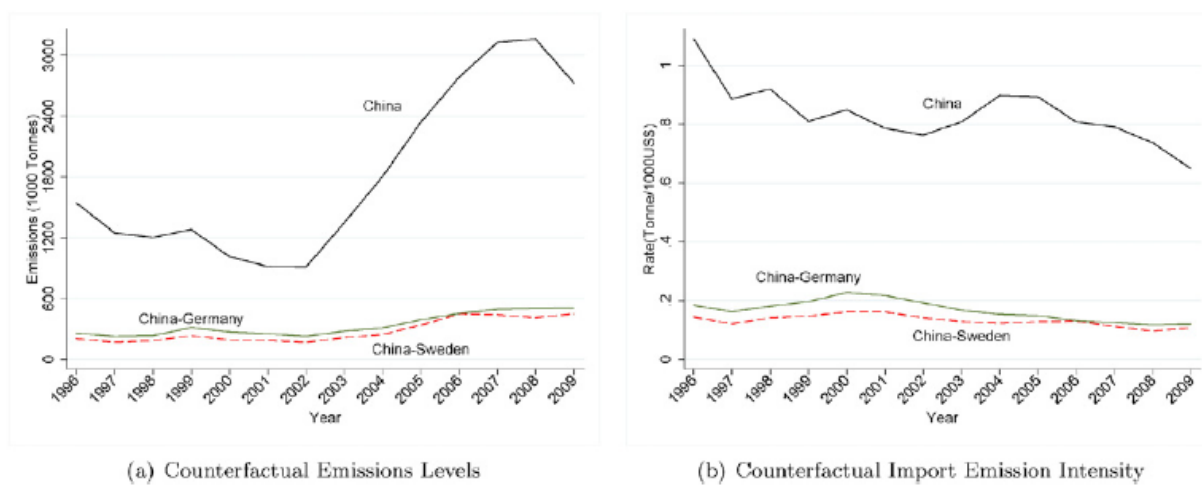 Emissions (1000 Tonnes)
3000
2400
1800
1200
600
0
China
China-Germany
China-Sweden
1996 1997 1998 1999 2000 2001 2002 2003 2004 2005 2006 2007 2008 2009
Year
(a) Counterfactual Emissions Levels
Rate(Tonne/1000US$)
1
.8
.6
.4
.2
0
China
China-Germany
China-Sweden
1996 1997 1998 1999 2000 2001 2002 2003 2004 2005 2006 2007 2008 2009
Year
(b) Counterfactual Import Emission Intensity